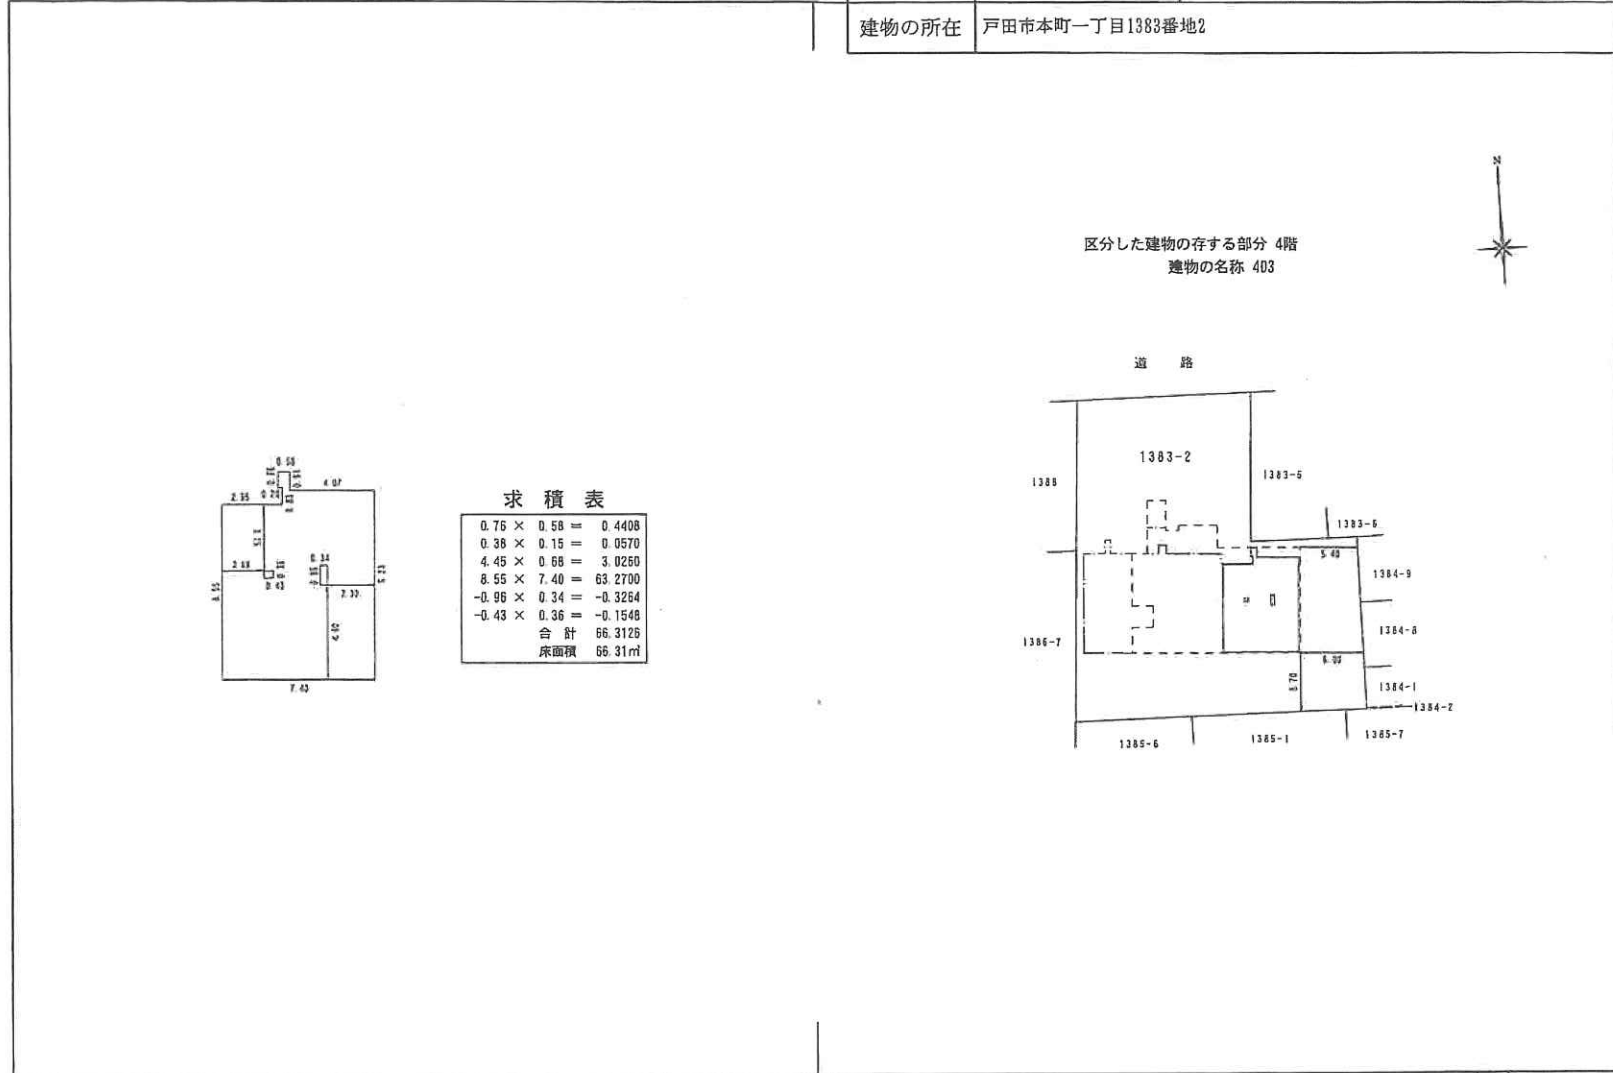 建物の所在 戸田市本町一丁目1383番地2
N
区分した建物の存する部分 4階
建物の名称 403
道 路
1383-2
1388
1383-5
1383-6
5.40
1384-9
1384-8
1386-7
6.00
1384-1
1384-2
1385-6
1385-1
1385-7
0.58
4.07
2.35
0.34
0.43
2.33
4.40
8.55
5.23
7.40
求 積 表
0.76 × 0.58 = 0.4408
0.38 × 0.15 = 0.0570
4.45 × 0.68 = 3.0260
8.55 × 7.40 = 63.2700
-0.96 × 0.34 = -0.3264
-0.43 × 0.36 = -0.1548
合 計 66.3126
床面積 66.31㎡